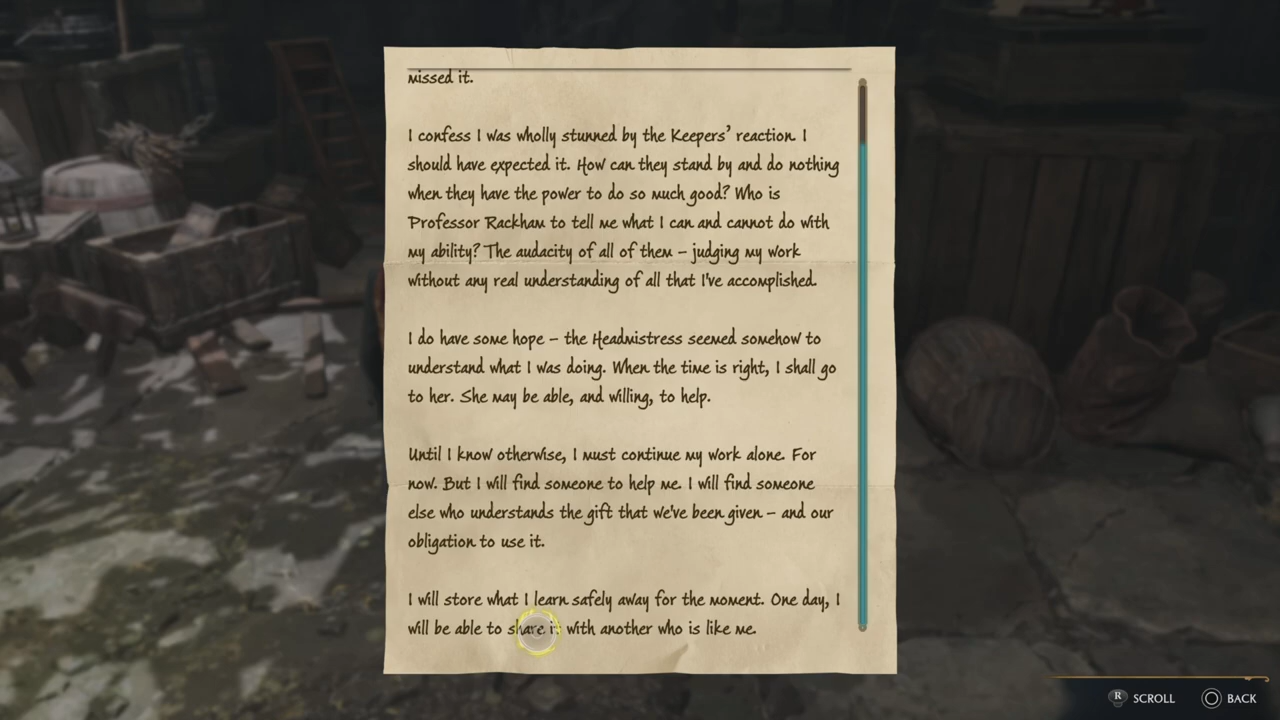 missed it.
I confess I was wholly stunned by the Keepers' reaction. I
should have expected it. How can they stand by and do nothing
when they have the power to do so much good? Who is
Professor Rackham to tell me what I can and cannot do with
my ability? The audacity of all of them – judging my work
without any real understanding of all that I've accomplished.
I do have some hope – the Headmistress seemed somehow to
understand what I was doing. When the time is right, I shall go
to her. She may be able, and willing, to help.
Until I know otherwise, I must continue my work alone. For
now. But I will find someone to help me. I will find someone
else who understands the gift that we've been given – and our
obligation to use it.
I will store what I learn safely away for the moment. One day, I
will be able to share it with another who is like me.
R SCROLL
BACK